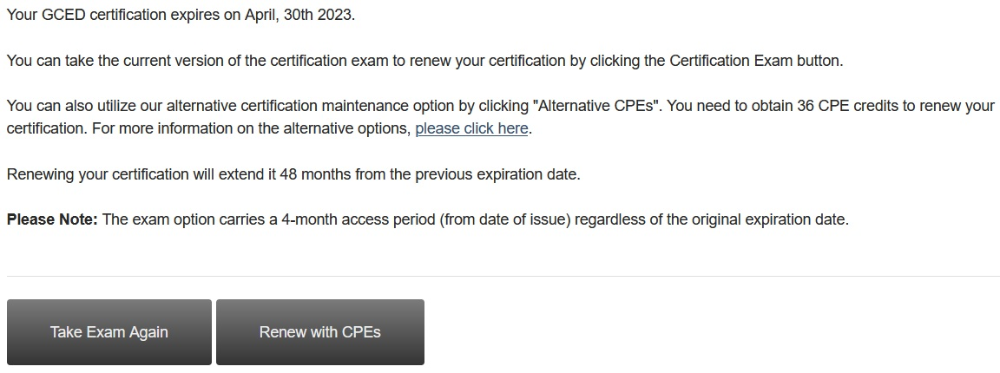 Your GCED certification expires on April, 30th 2023.
You can take the current version of the certification exam to renew your certification by clicking the Certification Exam button.
You can also utilize our alternative certification maintenance option by clicking "Alternative CPEs". You need to obtain 36 CPE credits to renew your
certification. For more information on the alternative options, please click here.
Renewing your certification will extend it 48 months from the previous expiration date.
Please Note: The exam option carries a 4-month access period (from date of issue) regardless of the original expiration date.
Take Exam Again
Renew with CPEs